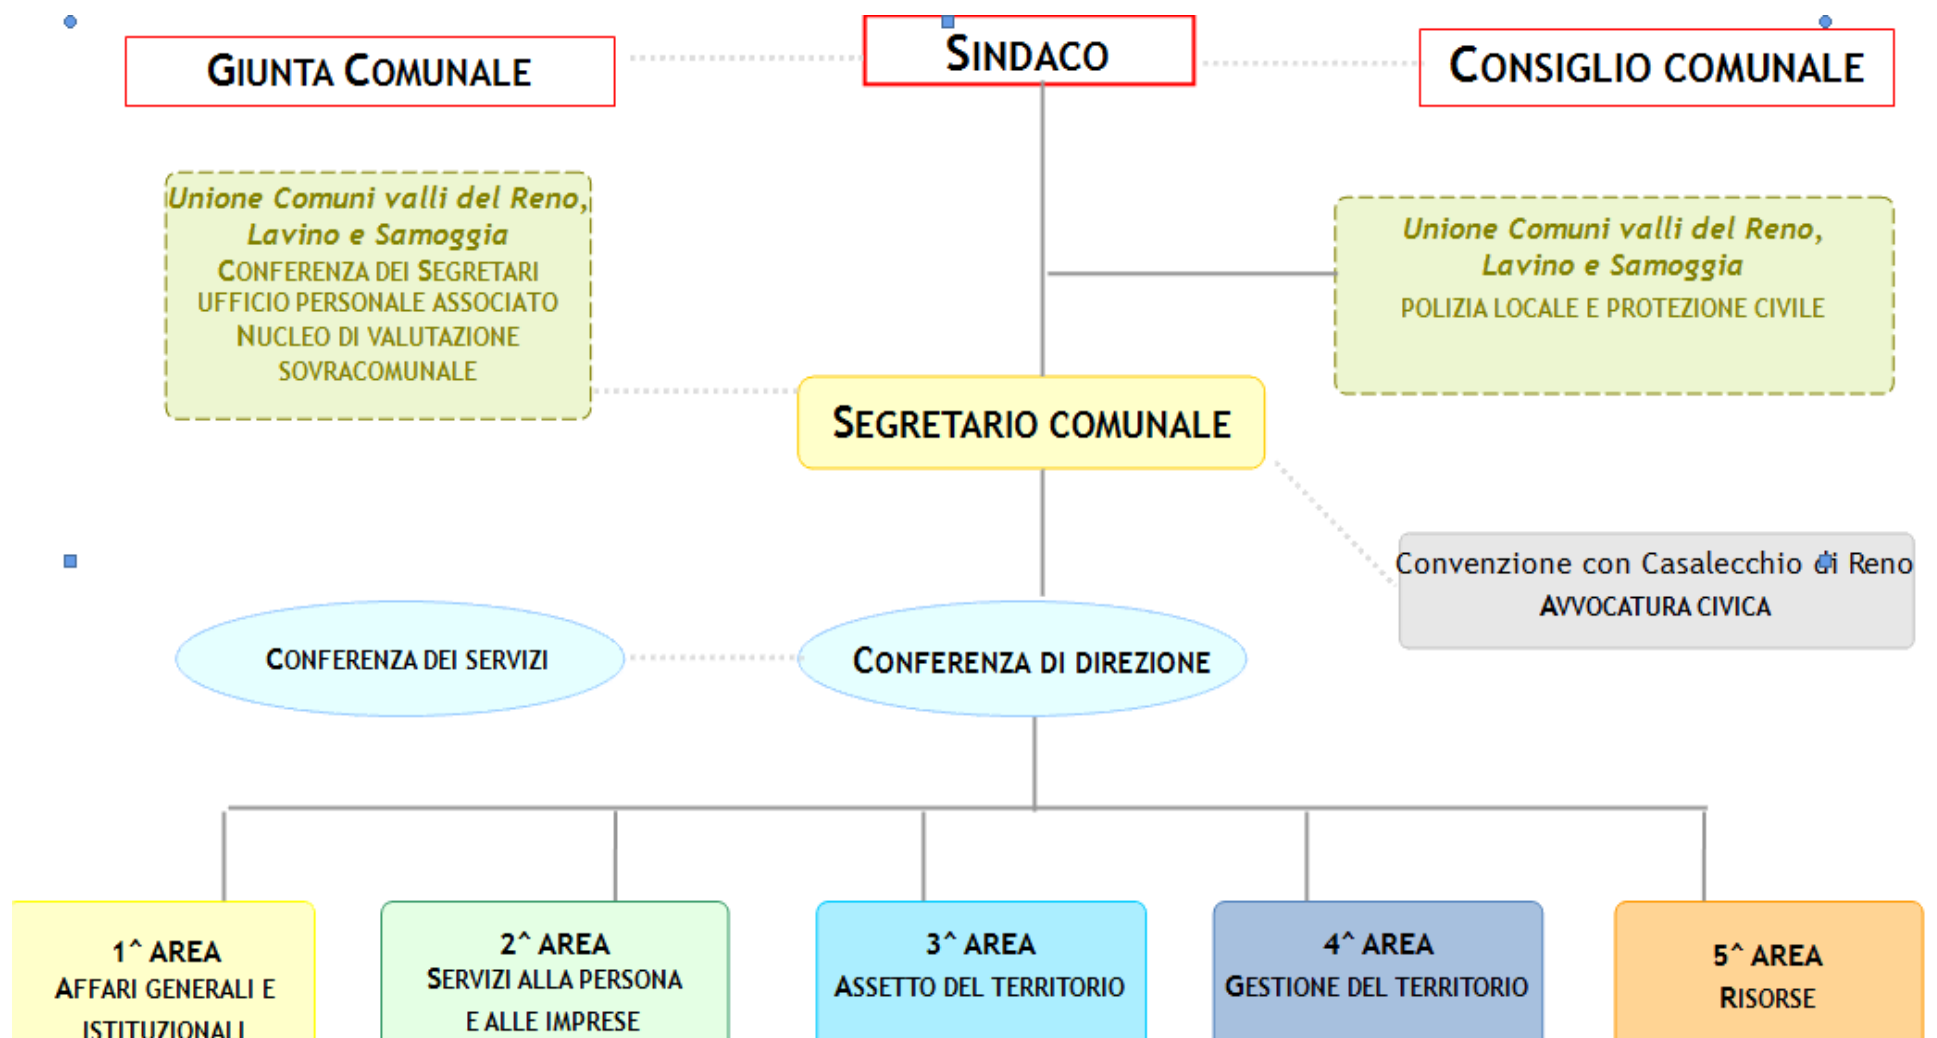 GIUNTA COMUNALE
SINDACO
CONSIGLIO COMUNALE
Unione Comuni valli del Reno,
Lavino e Samoggia
CONFERENZA DEI SEGRETARI
UFFICIO PERSONALE ASSOCIATO
NUCLEO DI VALUTAZIONE
SOVRACOMUNALE
Unione Comuni valli del Reno,
Lavino e Samoggia
POLIZIA LOCALE E PROTEZIONE CIVILE
SEGRETARIO COMUNALE
Convenzione con Casalecchio di Reno
AVVOCATURA CIVICA
CONFERENZA DEI SERVIZI
CONFERENZA DI DIREZIONE
1^ AREA
AFFARI GENERALI E
ISTITUZIONALI
2^ AREA
SERVIZI ALLA PERSONA
E ALLE IMPRESE
3^ AREA
ASSETTO DEL TERRITORIO
4^ AREA
GESTIONE DEL TERRITORIO
5^ AREA
RISORSE